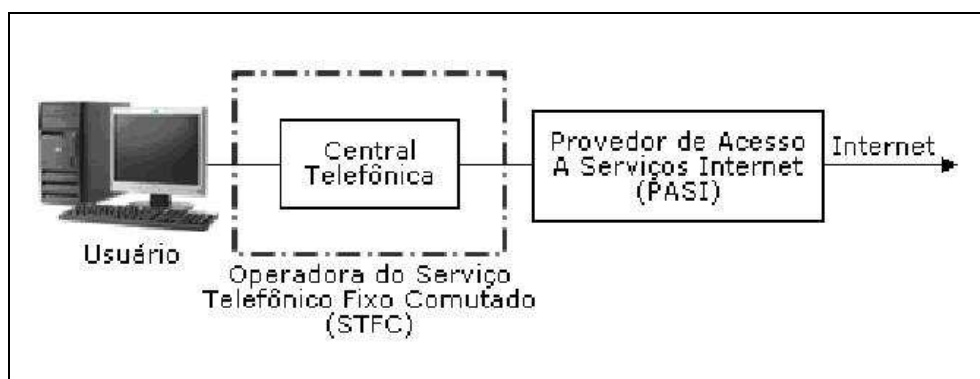 Usuário
Central
Telefônica
Operadora do Serviço
Telefônico Fixo Comutado
(STFC)
Provedor de Acesso
A Serviços Internet
(PASI)
Internet